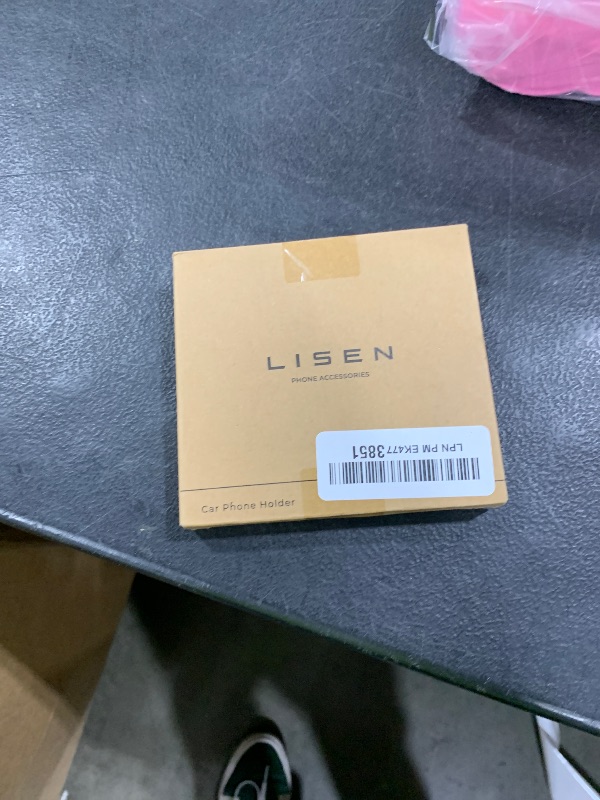 LISEN
PHONE ACCESSORIES
LPN PM EK4773851
Car Phone Holder